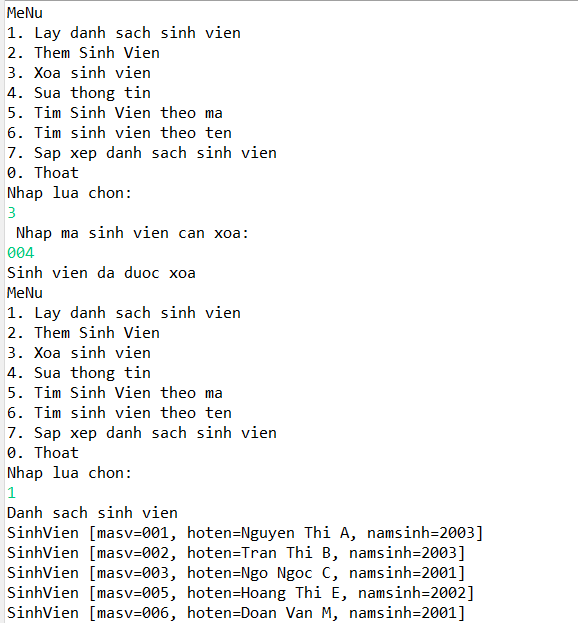 MeNu
1. Lay danh sach sinh vien
2. Them Sinh Vien
3. Xoa sinh vien
4. Sua thong tin
5. Tim Sinh Vien theo ma
6. Tim sinh vien theo ten
7. Sap xep danh sach sinh vien
0. Thoat
Nhap lua chon:
3
 Nhap ma sinh vien can xoa:
004
Sinh vien da duoc xoa
MeNu
1. Lay danh sach sinh vien
2. Them Sinh Vien
3. Xoa sinh vien
4. Sua thong tin
5. Tim Sinh Vien theo ma
6. Tim sinh vien theo ten
7. Sap xep danh sach sinh vien
0. Thoat
Nhap lua chon:
1
Danh sach sinh vien
SinhVien [masv=001, hoten=Nguyen Thi A, namsinh=2003]
SinhVien [masv=002, hoten=Tran Thi B, namsinh=2003]
SinhVien [masv=003, hoten=Ngo Ngoc C, namsinh=2001]
SinhVien [masv=005, hoten=Hoang Thi E, namsinh=2002]
SinhVien [masv=006, hoten=Doan Van M, namsinh=2001]